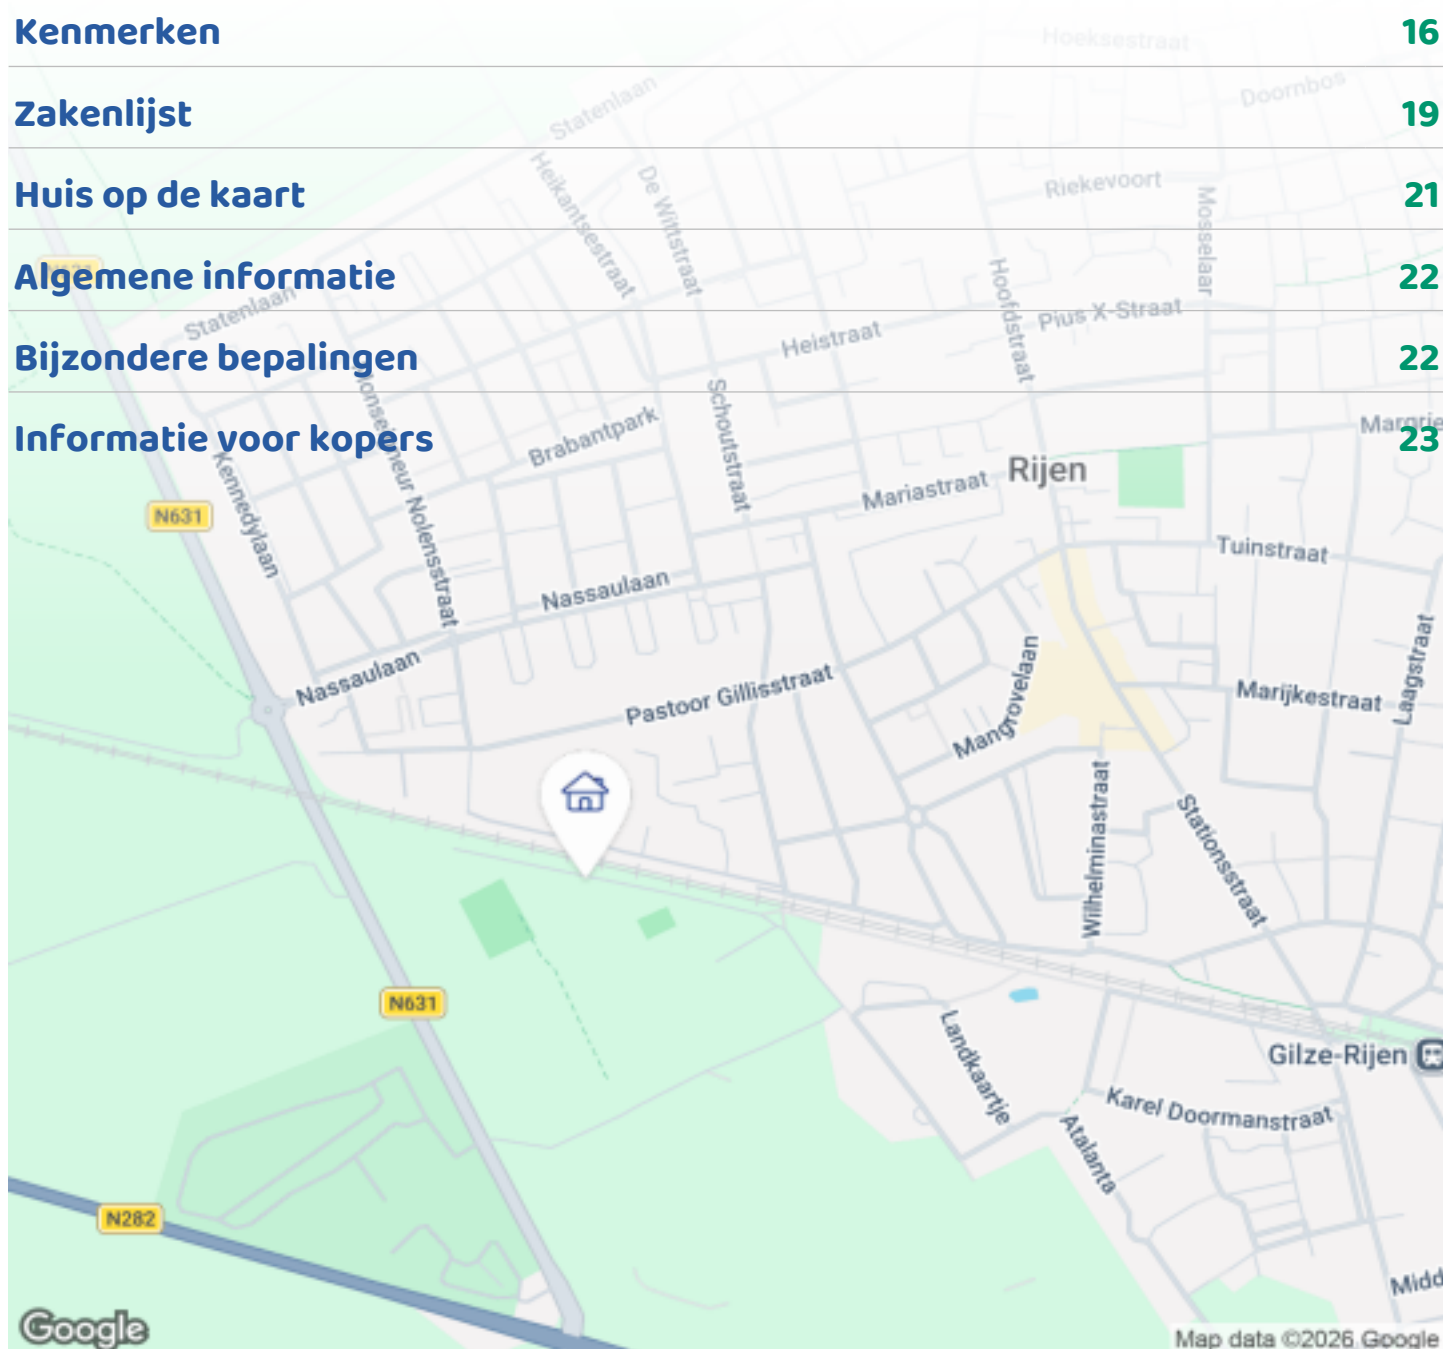 Kenmerken 16
Hoeksestraat
Statenlaan
Doornbos
Zakenlijst 19
Heikantsestraat
De Wittstraat
Riekevoort
Mosselaar
Huis op de kaart 21
Algemene informatie 22
Statenlaan
Hoofdstraat
Pius X-Straat
Heistraat
Bijzondere bepalingen 22
Schoutstraat
Brabantpark
Informatie voor kopers 23
Kennedylaan
Rijen
Mariastraat
N631
Tuinstraat
Nassaulaan
Nassaulaan
Pastoor Gillisstraat
Mangrovelaan
Marijkestraat
Laagstraat
Wilhelminastraat
Stationsstraat
N631
Landkaartje
Gilze-Rijen
Karel Doormanstraat
Atalanta
N282
Midd
Google
Map data ©2026 Google